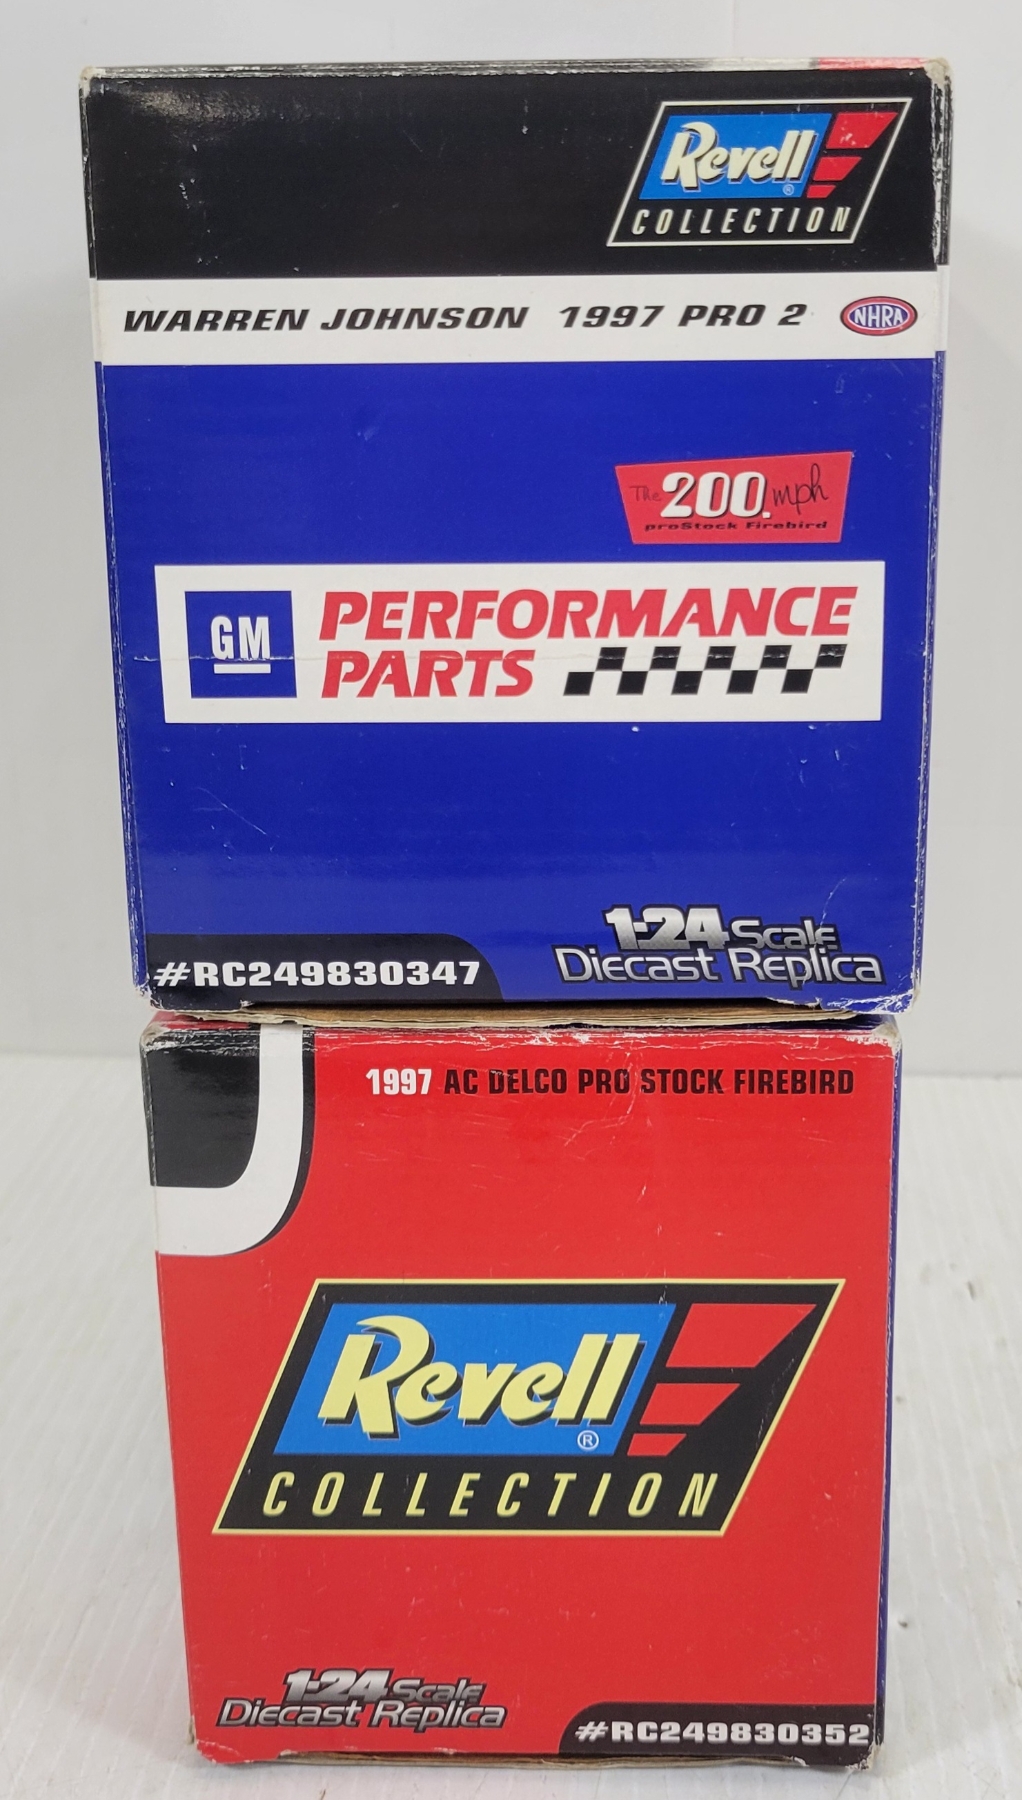 Revell®
COLLECTION
WARREN JOHNSON 1997 PRO 2 NHRA
The 200.mph
proStock Firebird
GM PERFORMANCE
PARTS
1:24 Scale
#RC249830347 Diecast Replica
1997 AC DELCO PRO STOCK FIREBIRD
Revell®
COLLECTION
1:24 Scale
Diecast Replica
#RC249830352